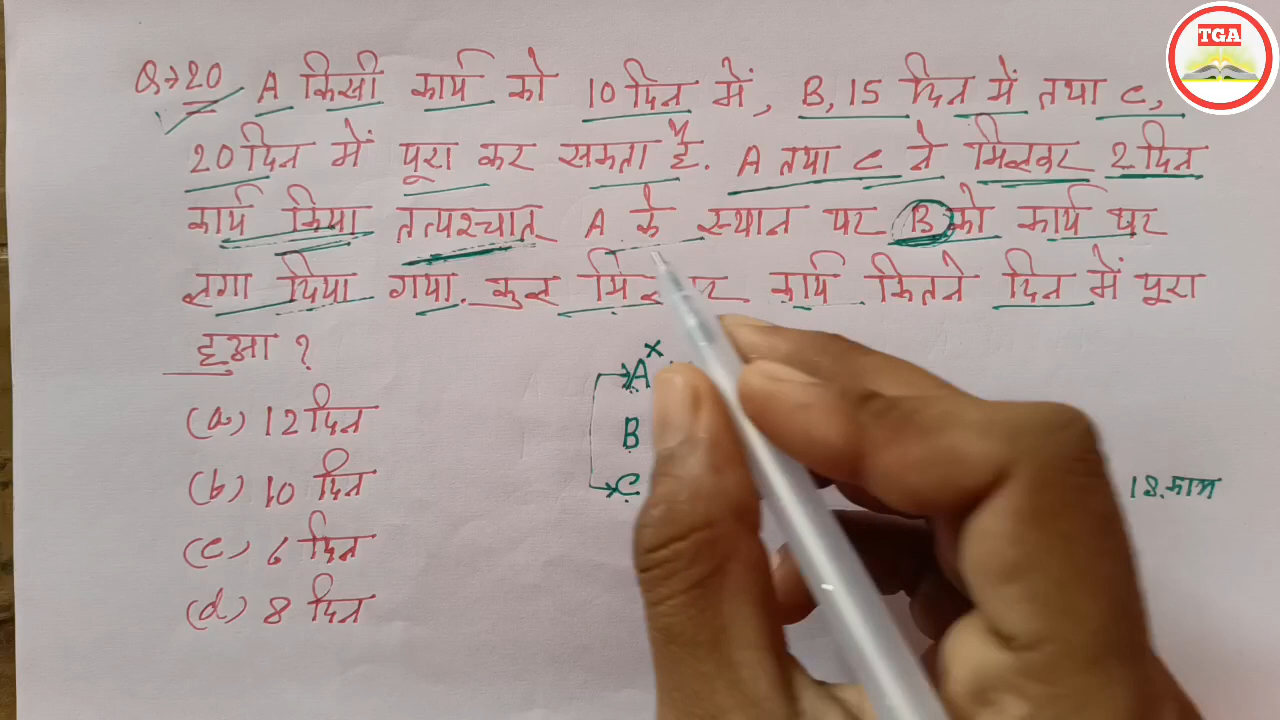 TGA
Q→20 A किसी कार्य को 10 दिन में, B, 15 दिन में तथा C,
20 दिन में पूरा कर सकता है. A तथा C ने मिलकर 2 दिन
कार्य किया तत्पश्चात् A के स्थान पर B को कार्य पर
लगा दिया गया. कुल कार्य कितने दिन में पूरा
हुआ ?
(a) 12 दिन
(b) 10 दिन
(c) 6 दिन
(d) 8 दिन
A
B
C
18. काम